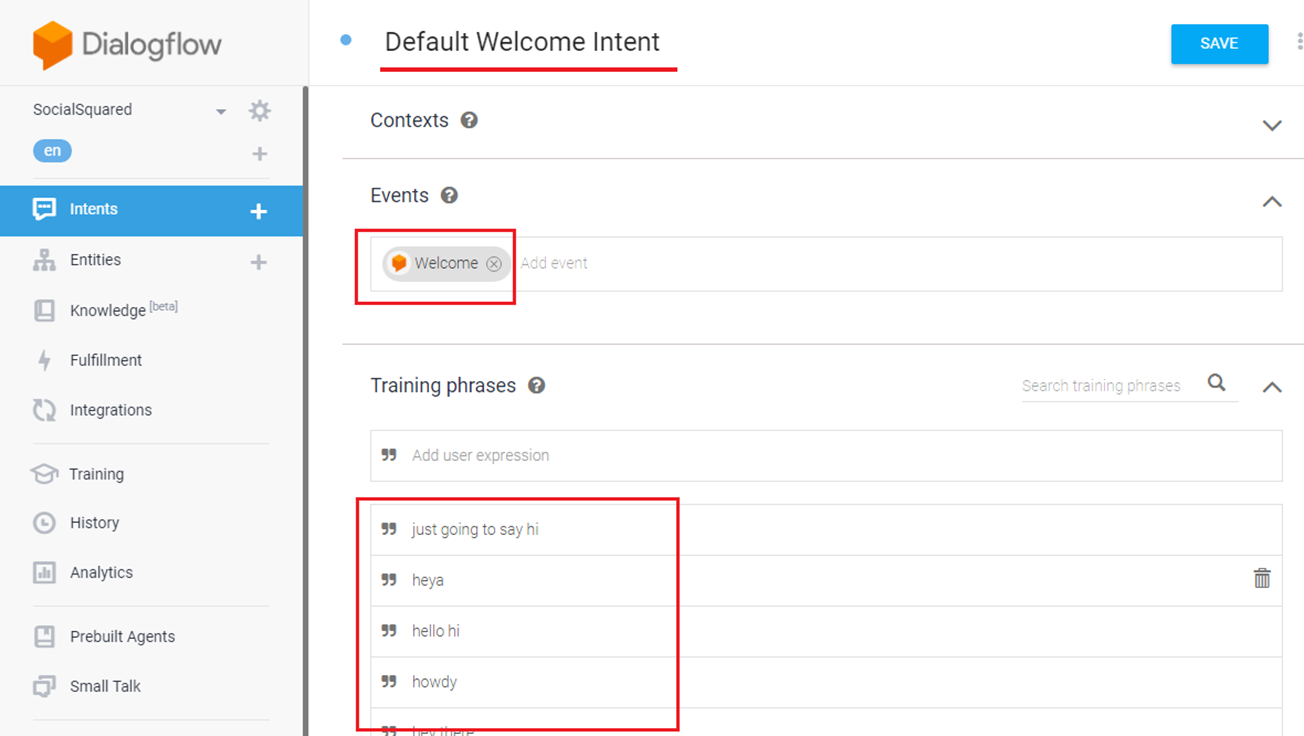 Dialogflow
Default Welcome Intent
SAVE
SocialSquared
en
Intents
Entities
Knowledge [beta]
Fulfillment
Integrations
Training
History
Analytics
Prebuilt Agents
Small Talk
Contexts
Events
Welcome
Add event
Training phrases
Search training phrases
Add user expression
just going to say hi
heya
hello hi
howdy
hey there